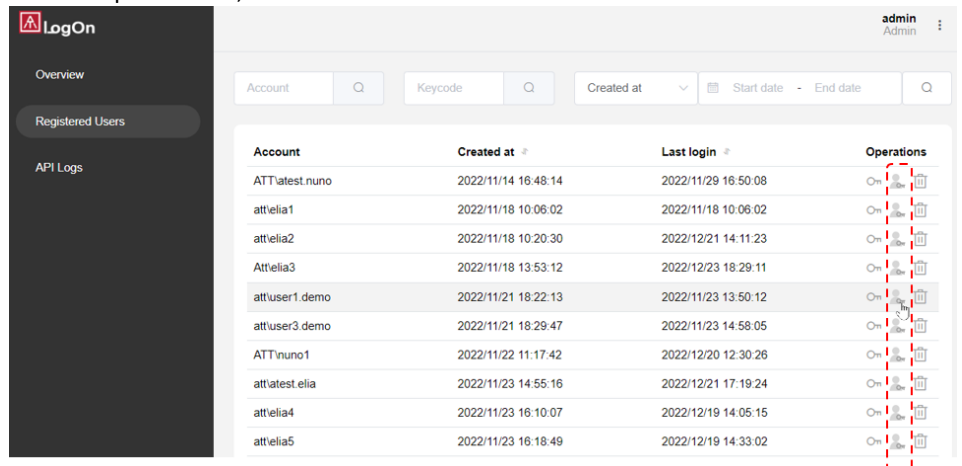 LogOn
admin
Admin
Overview
Registered Users
API Logs
Account Keycode Created at Start date - End date
Account Created at Last login Operations
ATT\atest.nuno 2022/11/14 16:48:14 2022/11/29 16:50:08
att\elia1 2022/11/18 10:06:02 2022/11/18 10:06:02
att\elia2 2022/11/18 10:20:30 2022/12/21 14:11:23
Att\elia3 2022/11/18 13:53:12 2022/12/23 18:29:11
att\user1.demo 2022/11/21 18:22:13 2022/11/23 13:50:12
att\user3.demo 2022/11/21 18:29:47 2022/11/23 14:58:05
ATT\nuno1 2022/11/22 11:17:42 2022/12/20 12:30:26
att\atest.elia 2022/11/23 14:55:16 2022/12/21 17:19:24
att\elia4 2022/11/23 16:10:07 2022/12/19 14:05:15
att\elia5 2022/11/23 16:18:49 2022/12/19 14:33:02